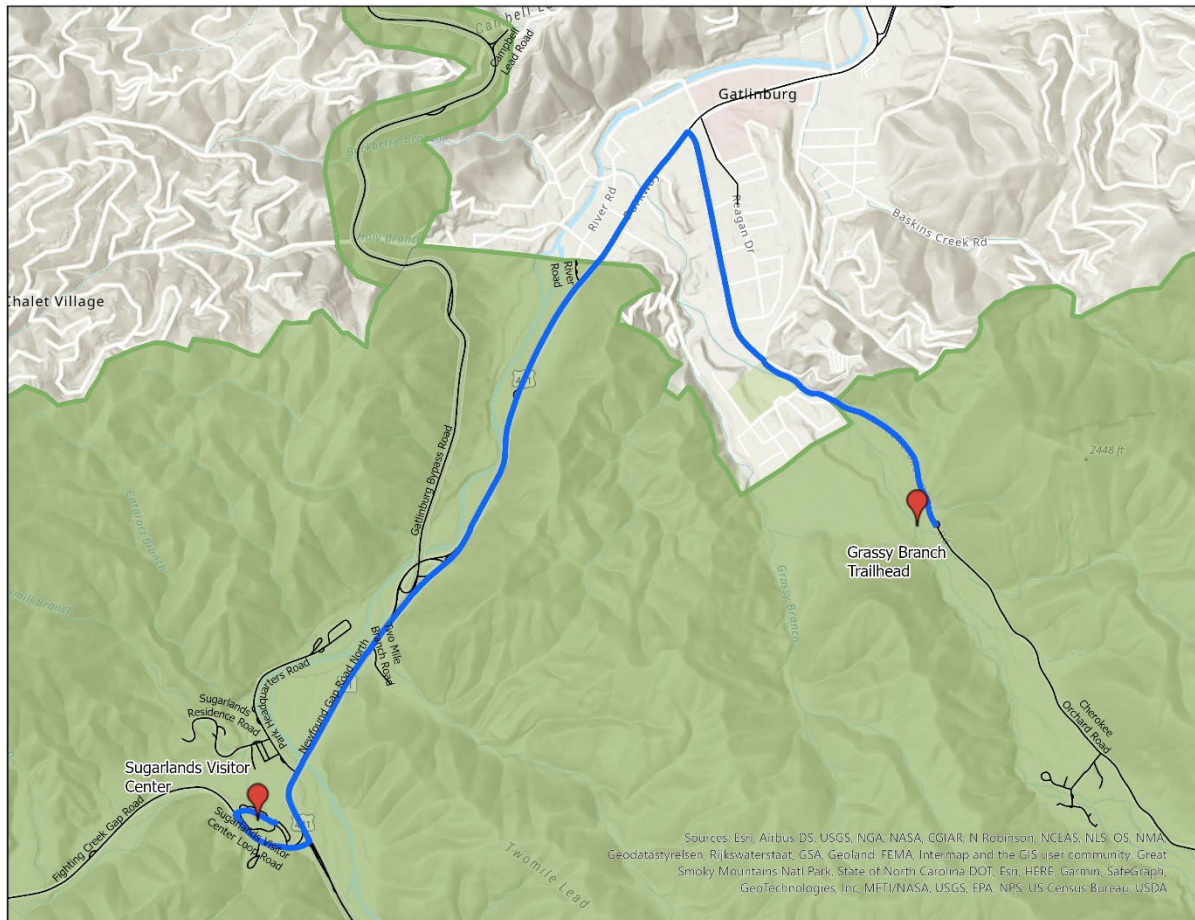 Campbell
Lead Road
Gatlinburg
River Rd
Parkway
Reagan Dr
Baskins Creek Rd
River
Road
Chalet Village
441
2448 ft
Gatlinburg Bypass Road
Cataract Branch
Grassy Branch
Trailhead
Grassy Branch
Two Mile
Branch Road
Newfound Gap Road North
Park Headquarters Road
Sugarlands
Residence Road
Cherokee
Orchard Road
Sugarlands Visitor
Center
Sugarlands Visitor
Center Loop Road
Fighting Creek Gap Road
Twomile Lead
Sources: Esri, Airbus DS, USGS, NGA, NASA, CGIAR, N Robinson, NCEAS, NLS, OS, NMA,
Geodatastyrelsen, Rijkswaterstaat, GSA, Geoland, FEMA, Intermap and the GIS user community, Great
Smoky Mountains Natl Park, State of North Carolina DOT, Esri, HERE, Garmin, SafeGraph,
GeoTechnologies, Inc, METI/NASA, USGS, EPA, NPS, US Census Bureau, USDA